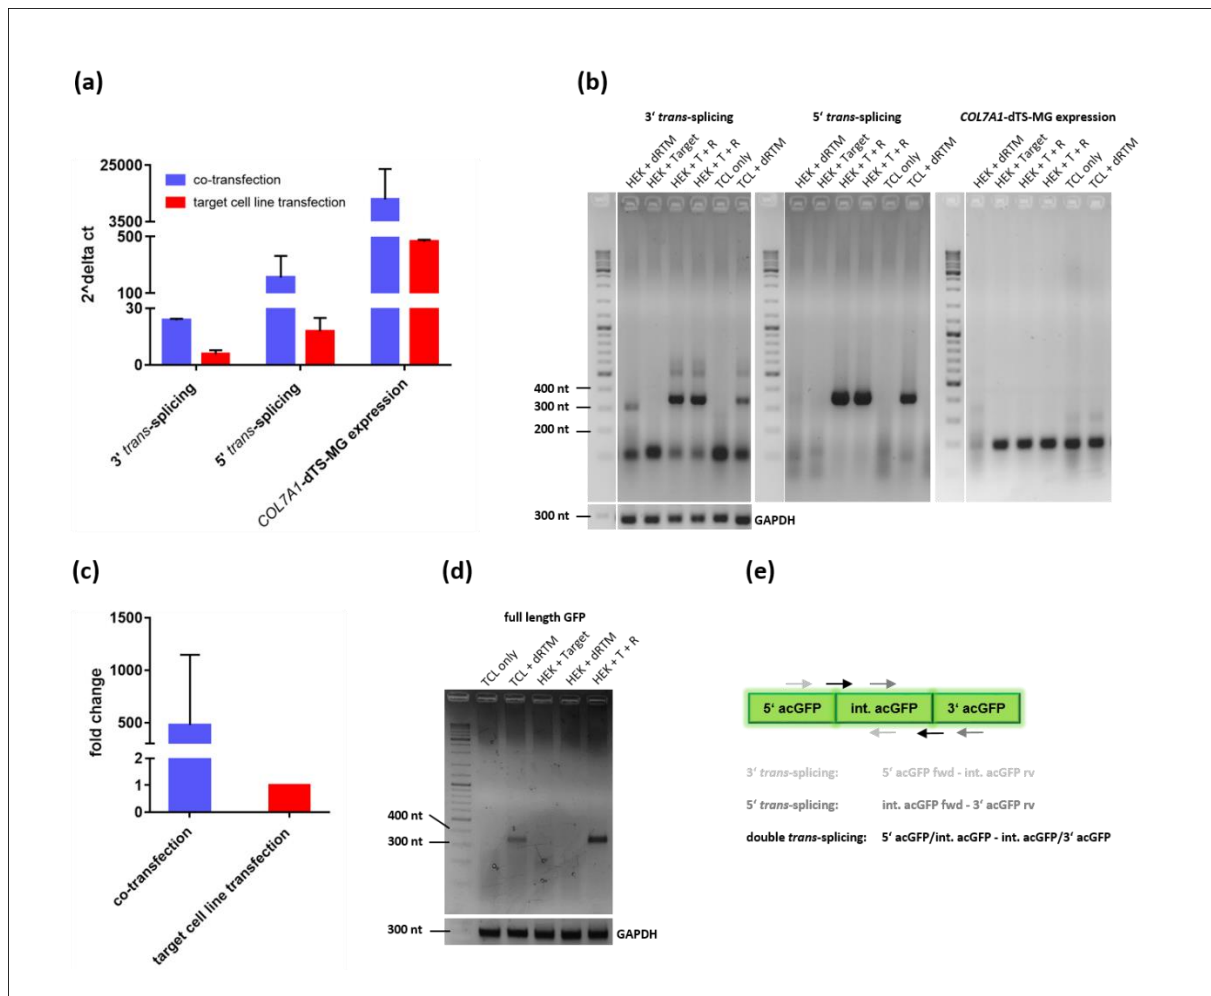 (a)
25000
3500
500
100
30
0
2^delta ct
co-transfection
target cell line transfection
3' trans-splicing
5' trans-splicing
COL7A1-dTS-MG expression
(b)
3‘ trans-splicing
HEK + dRTM
HEK + Target
HEK + T + R
HEK + T + R
TCL only
TCL + dRTM
5‘ trans-splicing
HEK + dRTM
HEK + Target
HEK + T + R
HEK + T + R
TCL only
TCL + dRTM
COL7A1-dTS-MG expression
HEK + dRTM
HEK + Target
HEK + T + R
HEK + T + R
TCL only
TCL + dRTM
400 nt
300 nt
200 nt
300 nt
GAPDH
(c)
1500
1000
500
2
1
0
fold change
co-transfection
target cell line transfection
(d)
full length GFP
TCL only
TCL + dRTM
HEK + Target
HEK + dRTM
HEK + T + R
400 nt
300 nt
300 nt
GAPDH
(e)
5‘ acGFP int. acGFP 3‘ acGFP
3‘ trans-splicing: 5‘ acGFP fwd - int. acGFP rv
5‘ trans-splicing: int. acGFP fwd - 3‘ acGFP rv
double trans-splicing: 5‘ acGFP/int. acGFP - int. acGFP/3‘ acGFP